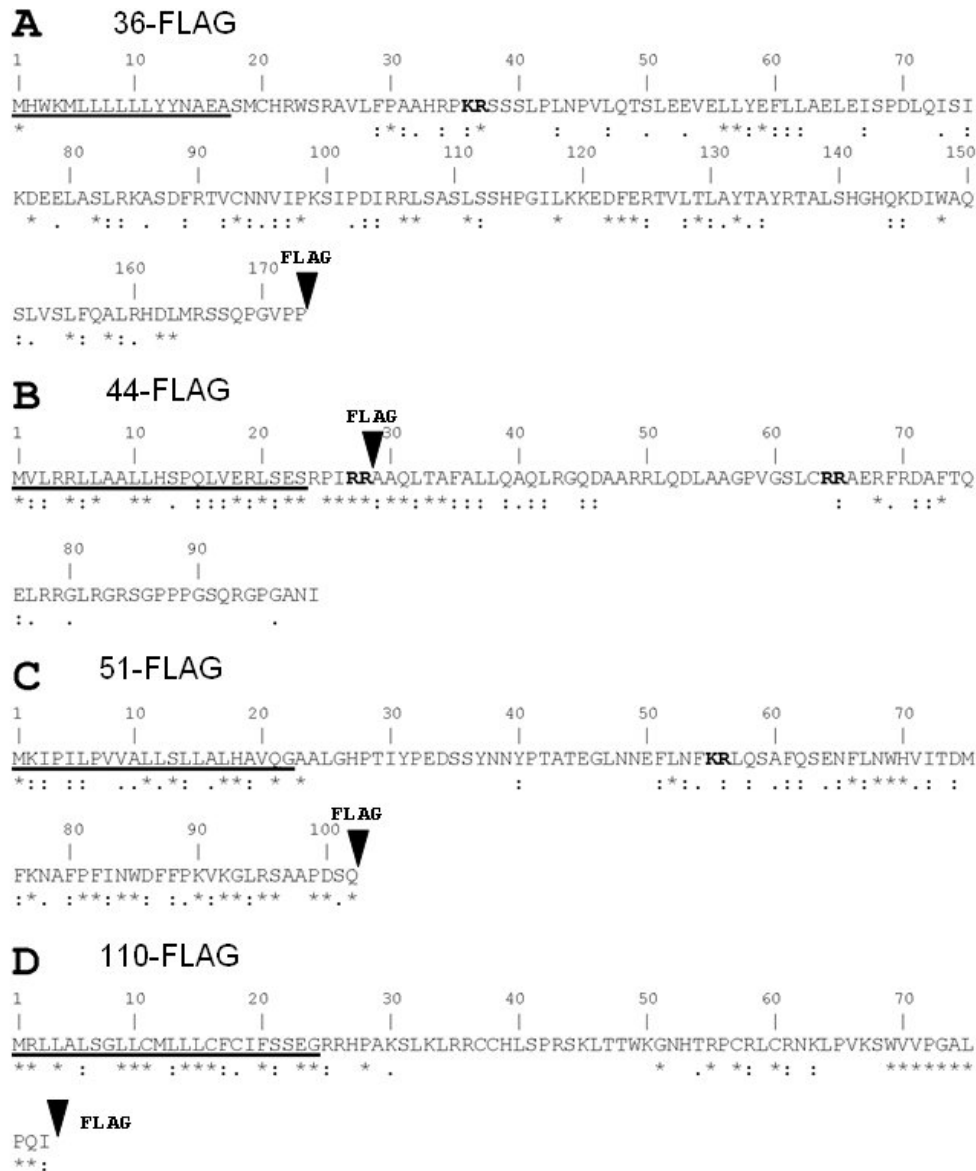 A 36-FLAG
1 10 20 30 40 50 60 70
| | | | | | | |
MHWKMLLLLLLYYNAEASMCHRWSRAVLFPAAHRPKRSSSLPLNPVLQTSLEEVELLYEFLLAELEISPDLQISI
* : * : . : : * : : . . : * * : * : : : : . :
80 90 100 110 120 130 140 150
| | | | | | | |
KDEELASLRKASDFRTVCNNVIPKSIPDIRRLSASLSSHPGILKKEDFERTVLTLAYTAYRTALSHGHQKDIWAQ
* . * : : . : : * : : . * . : : * * * : * * * * : : * : . * . : : : *
FLAG
160 170
| |
SLVSLFQALRHDLMRSSQPGVPP
: . * : * : . * *
B 44-FLAG
FLAG
1 10 20 30 40 50 60 70
| | | | | | | |
MVLRRLLAALLHSPQLVERLSESRPIRRAAQLTAFALLQAQLRGQDAARRLQDLAAGPVGSLCRRAERFRDAFTQ
80 90
| |
ELRRGLRGRSGPPPGSQRGPGANI
: . . .
C 51-FLAG
1 10 20 30 40 50 60 70
| | | | | | | |
MKIPILPVVALLSLLALHAVQGAALGHPTIYPEDSSYNNYPTATEGLNNEFLNFKRLQSAFQSENFLNWHVITDM
FLAG
80 90 100
| | |
FKNAFPFINWDFFPKVKGLRSAAPDSQ
D 110-FLAG
1 10 20 30 40 50 60 70
| | | | | | | |
MRLLALSGLLCMLLLCFCIFSSEGRRHPAKSLKLRRCCHLSPRSKLTTWKGNHTRPCRLCRNKLPVKSWVVPGAL
FLAG
PQI
**: